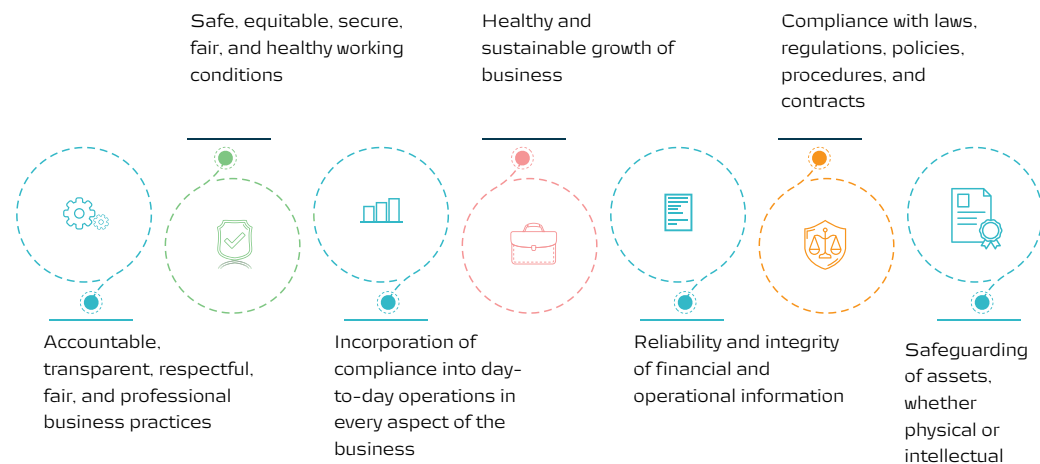 Safe, equitable, secure,
fair, and healthy working
conditions
Healthy and
sustainable growth of
business
Compliance with laws,
regulations, policies,
procedures, and
contracts
Accountable,
transparent, respectful,
fair, and professional
business practices
Incorporation of
compliance into day-
to-day operations in
every aspect of the
business
Reliability and integrity
of financial and
operational information
Safeguarding
of assets,
whether
physical or
intellectual